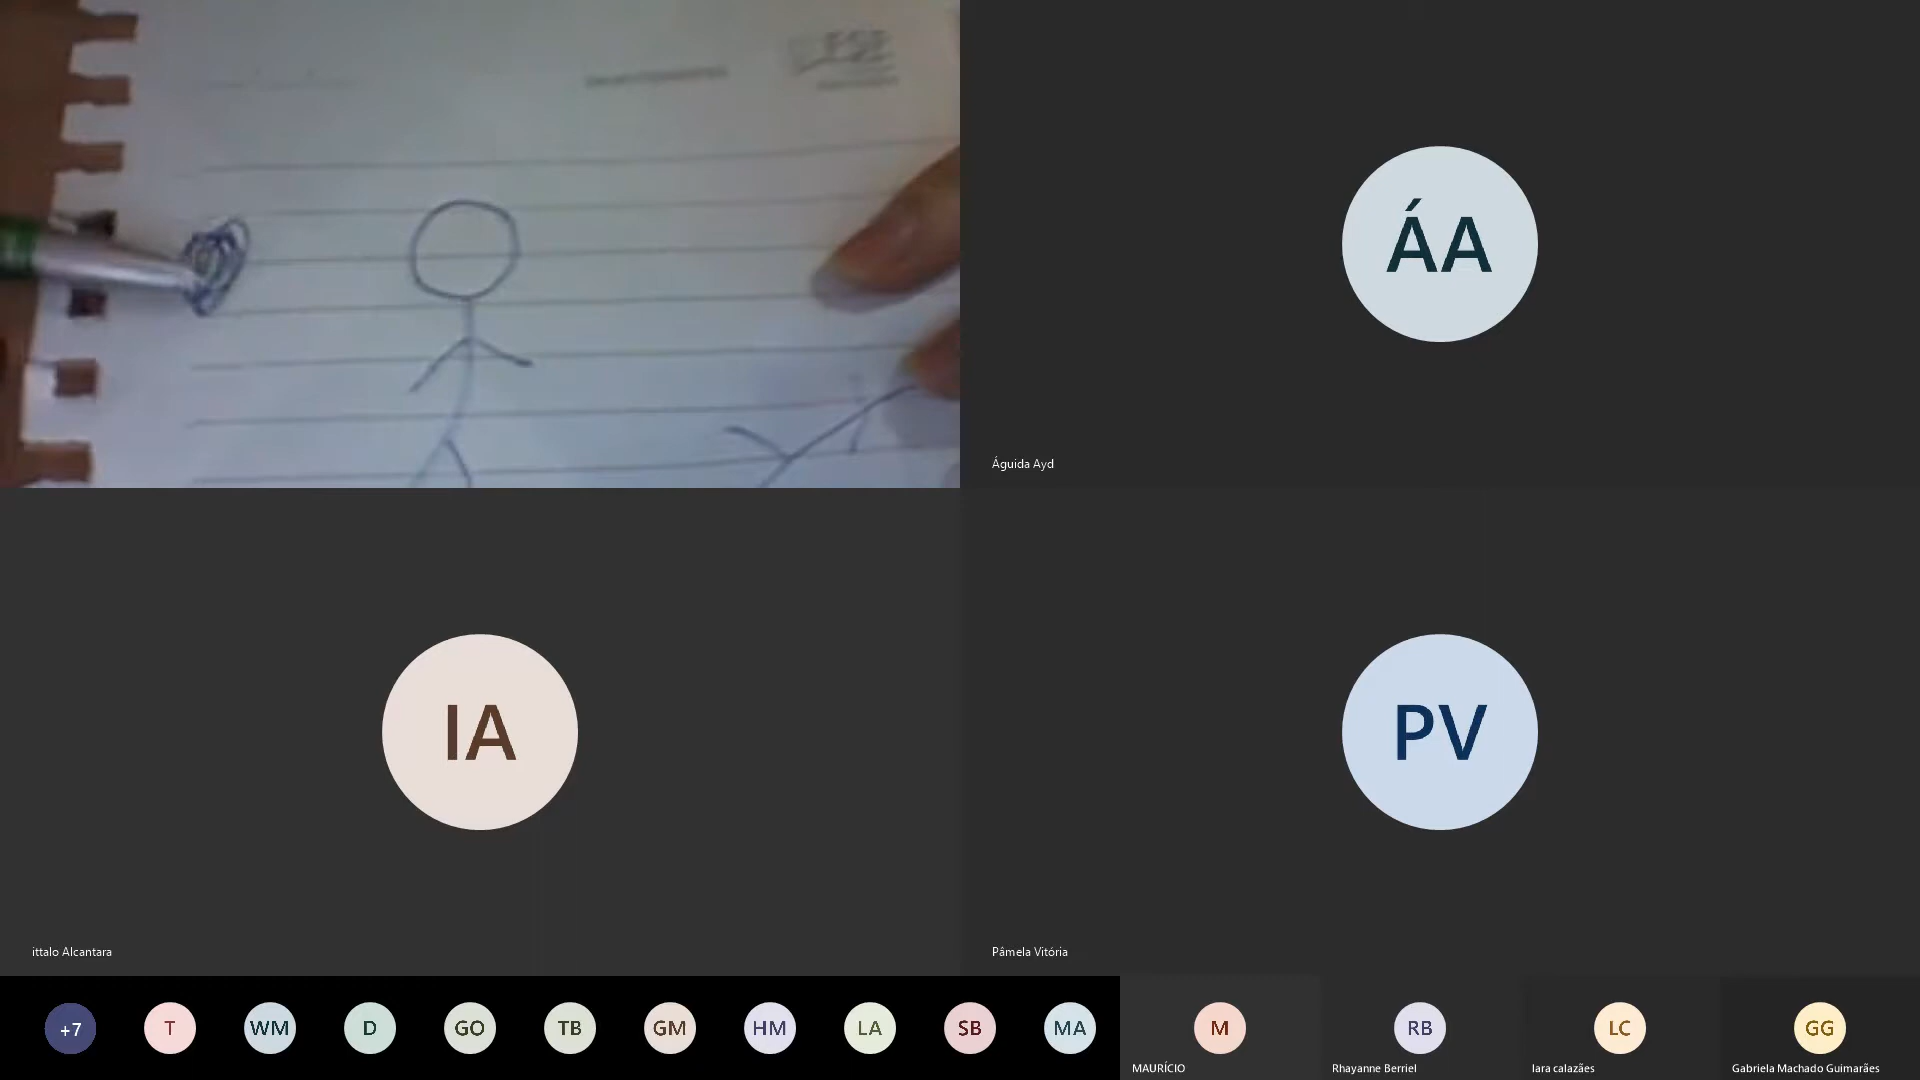 ÁA
Águida Ayd
IA
PV
ittalo Alcantara
Pâmela Vitória
+7
T
WM
D
GO
TB
GM
HM
LA
SB
MA
M
RB
LC
GG
MAURÍCIO
Rhayanne Berriel
Iara calazães
Gabriela Machado Guimarães